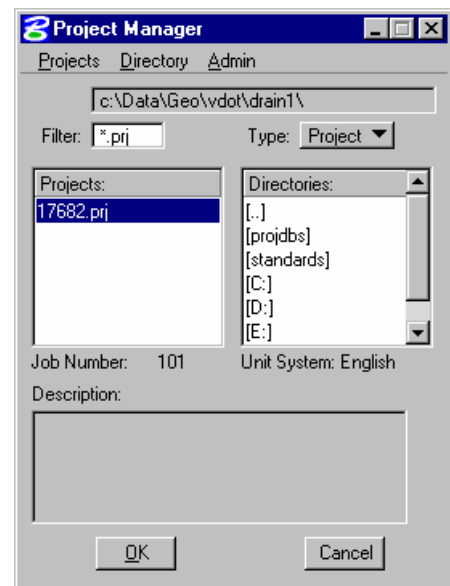 Project Manager
Projects Directory Admin
c:\Data\Geo\vdot\drain1\
Filter: *.prj Type: Project
Projects: Directories:
17682.prj [..]
[projdbs]
[standards]
[C:]
[D:]
[E:]
Job Number: 101 Unit System: English
Description:
OK Cancel